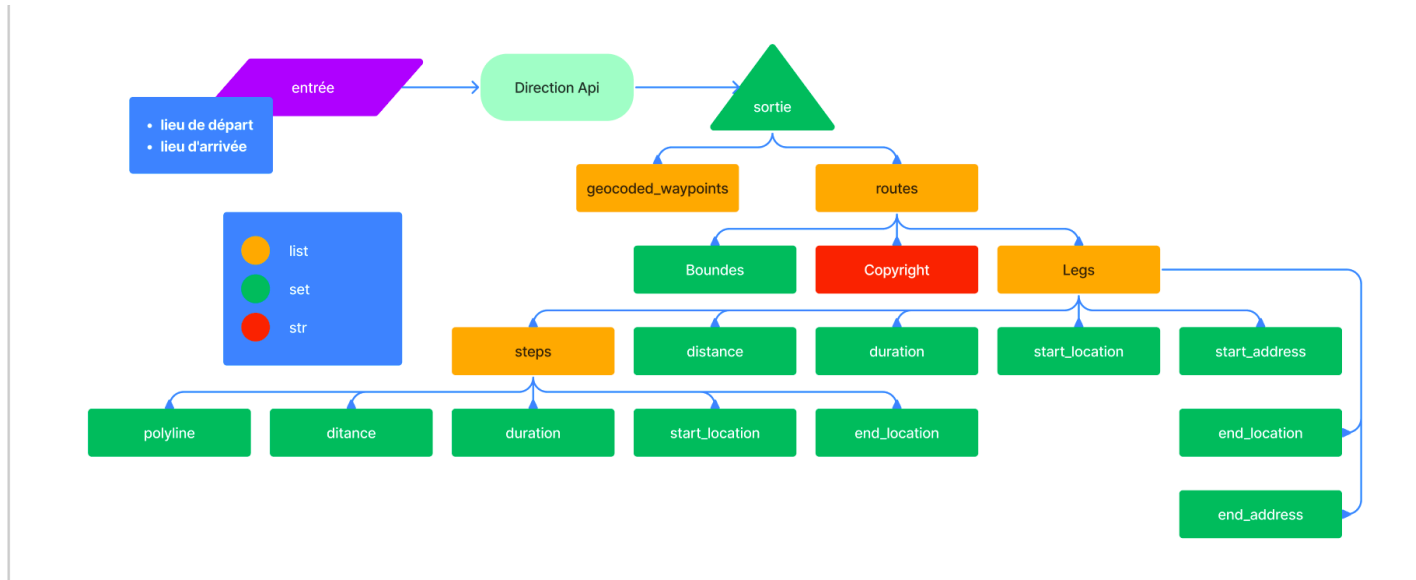 entrée
Direction Api
sortie
• lieu de départ
• lieu d'arrivée
geocoded_waypoints
routes
list
set
str
Boundes
Copyright
Legs
steps
distance
duration
start_location
start_address
polyline
ditance
duration
start_location
end_location
end_location
end_address